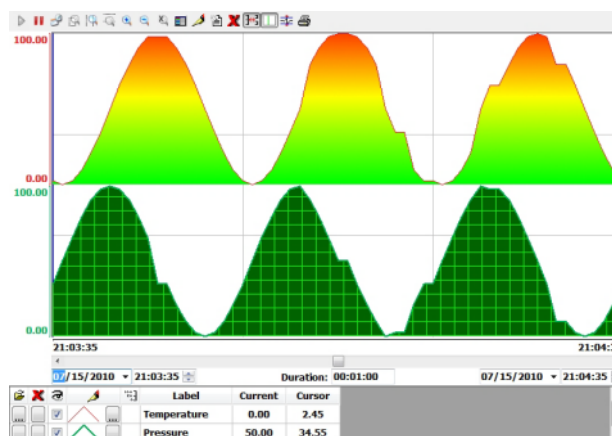 100.00
0.00
100.00
0.00
21:03:35
07/15/2010 21:03:35 Duration: 00:01:00 07/15/2010 21:04:35
Label Current Cursor
Temperature 0.00 2.45
Pressure 50.00 34.55